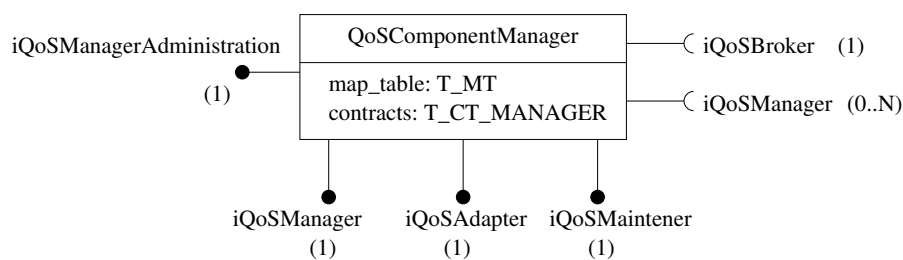 iQoSManagerAdministration
(1)
QoSComponentManager
map_table: T_MT
contracts: T_CT_MANAGER
iQoSBroker (1)
iQoSManager (0..N)
iQoSManager
(1)
iQoSAdapter
(1)
iQoSMaintener
(1)